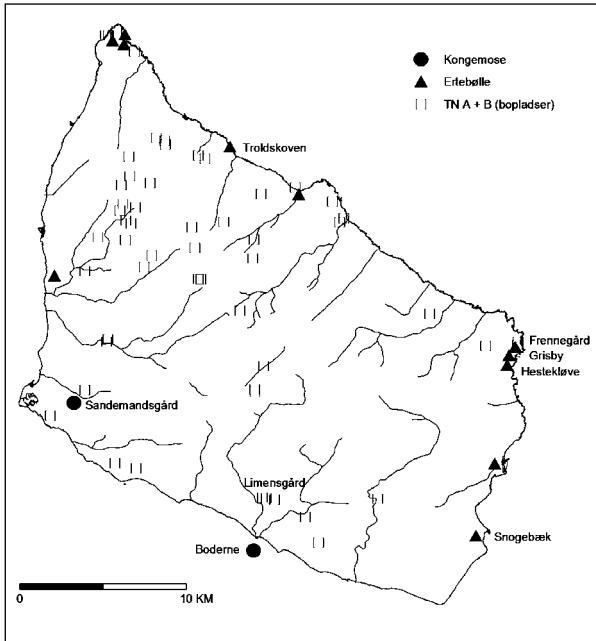 Kongemose
Ertebølle
TN A + B (bopladser)
Troldskoven
Frennegård
Grisby
Hestekløve
Sandemandsgård
Limensgård
Boderne
Snogebæk
0
10 KM